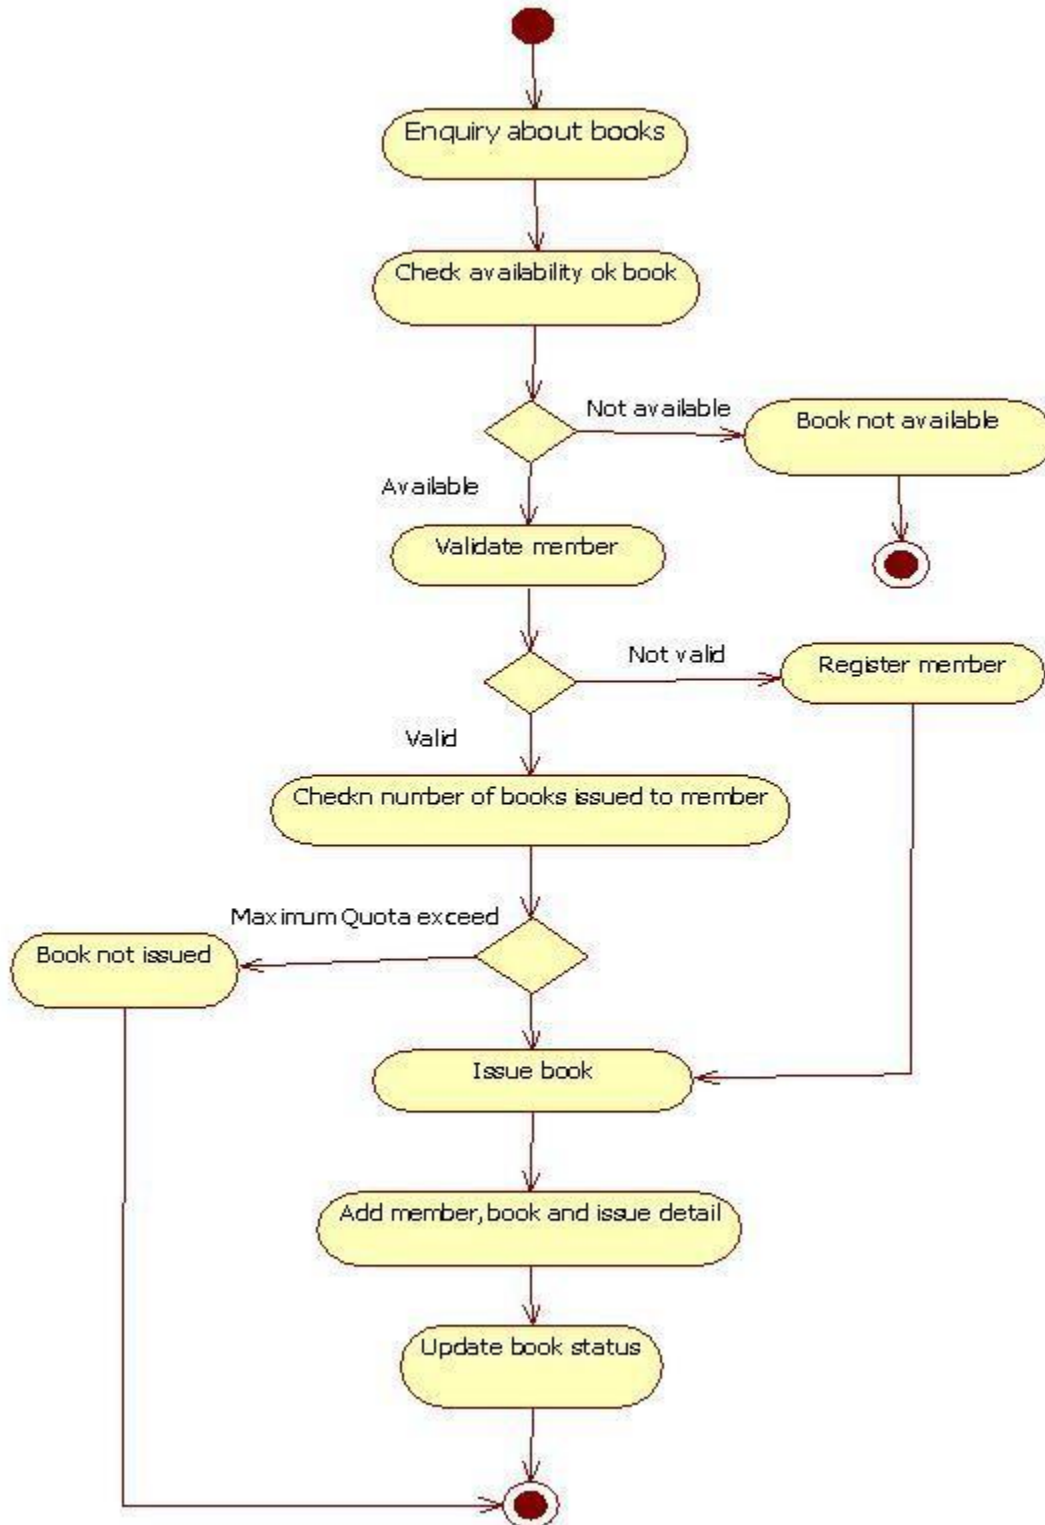 Enquiry about books
Check availability ok book
Not available
Book not available
Available
Validate member
Not valid
Register member
Valid
Checkn number of books issued to member
Maximum Quota exceed
Book not issued
Issue book
Add member,book and issue detail
Update book status